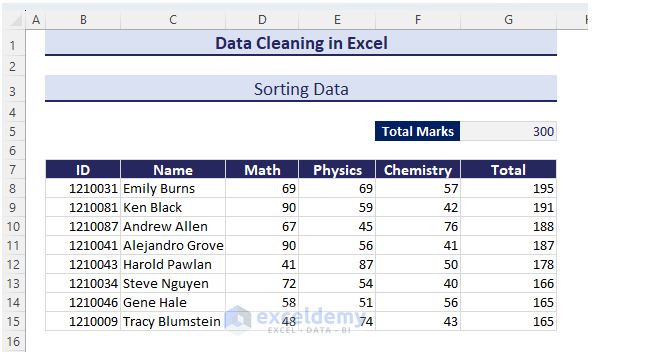 A B C D E F G
1 Data Cleaning in Excel
2
3 Sorting Data
4
5 Total Marks 300
6
7 ID Name Math Physics Chemistry Total
8 1210031 Emily Burns 69 69 57 195
9 1210081 Ken Black 90 59 42 191
10 1210087 Andrew Allen 67 45 76 188
11 1210041 Alejandro Grove 90 56 41 187
12 1210043 Harold Pawlan 41 87 50 178
13 1210034 Steve Nguyen 72 54 40 166
14 1210046 Gene Hale 58 51 56 165
15 1210009 Tracy Blumstein 48 74 43 165
exceldemy
EXCEL - DATA - BI
16